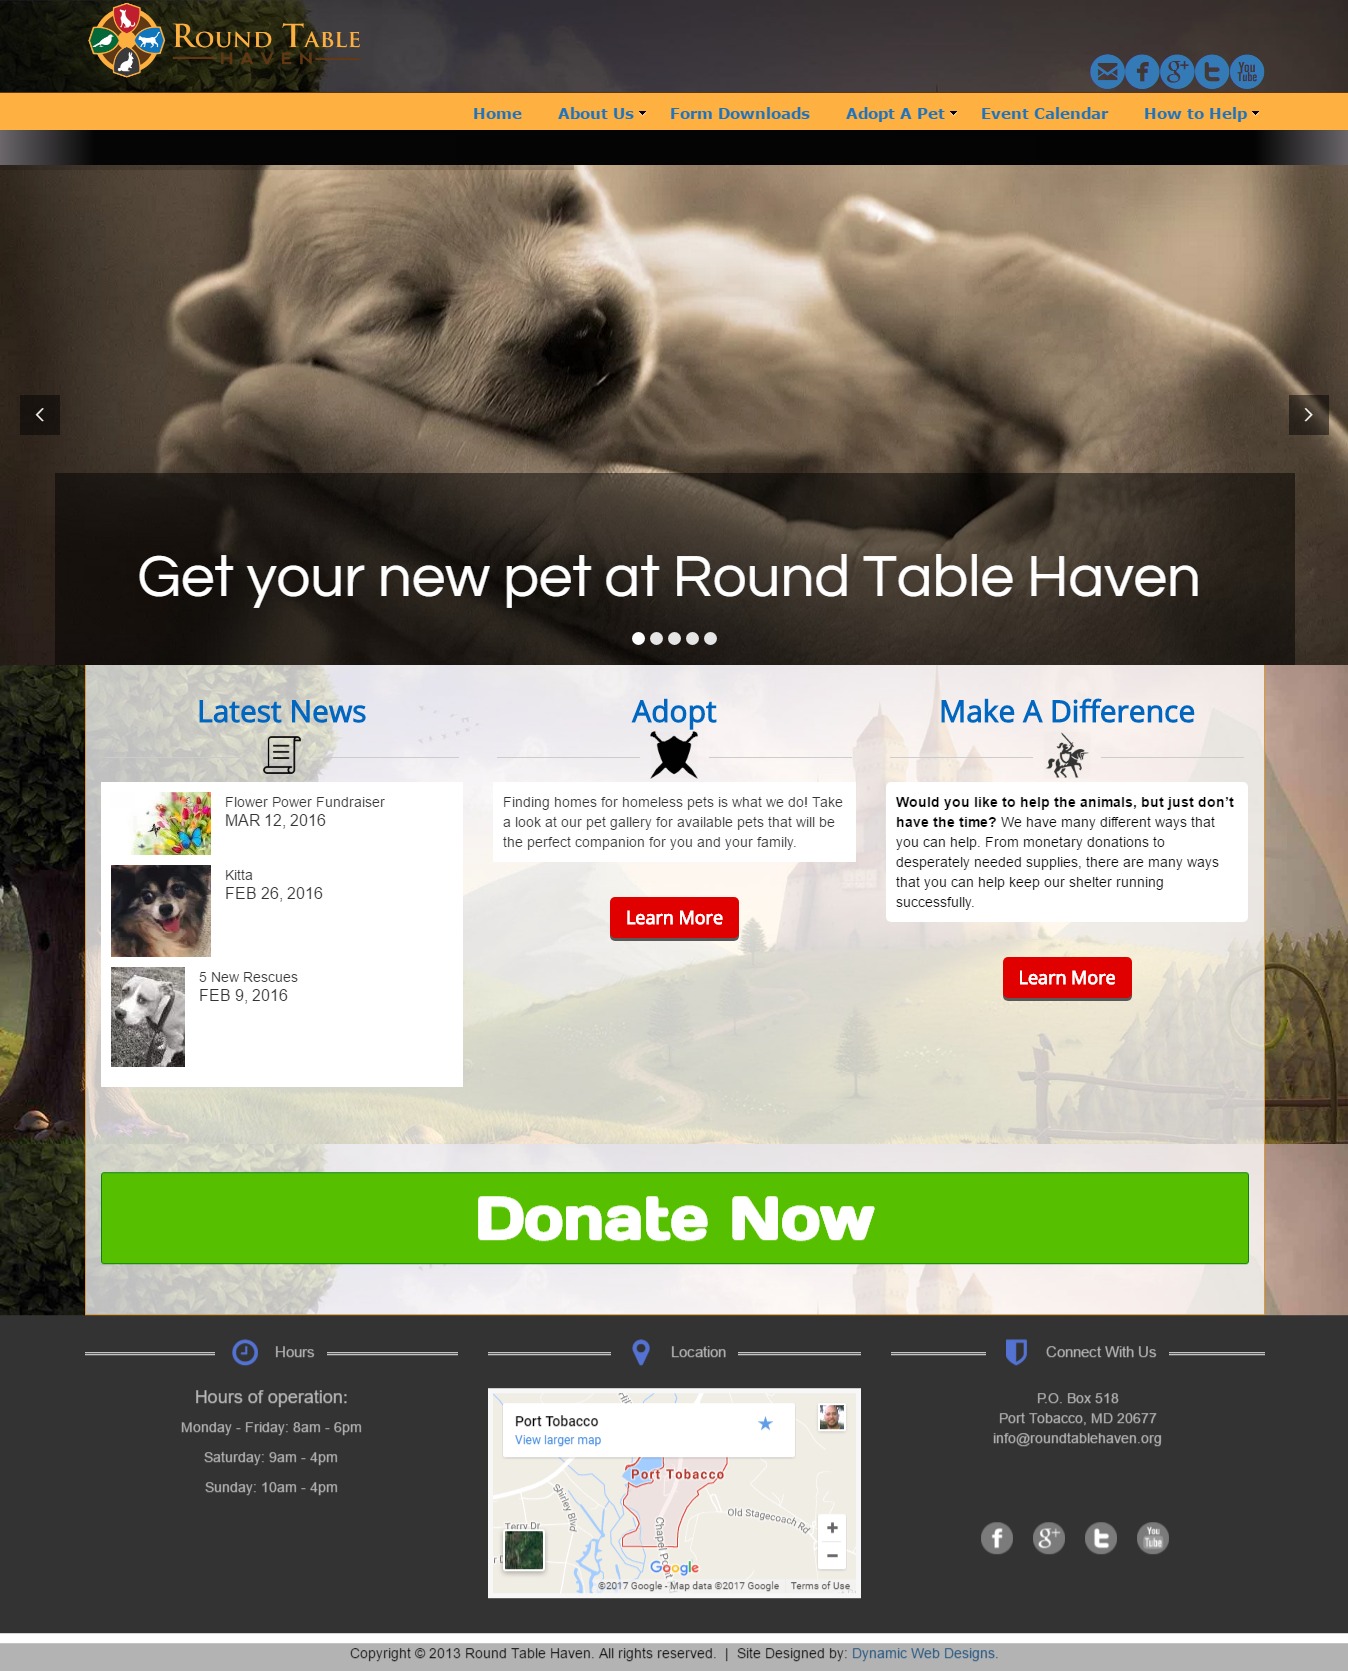 ROUND TABLE
HAVEN
Home
About Us
Form Downloads
Adopt A Pet
Event Calendar
How to Help
Get your new pet at Round Table Haven
Latest News
Flower Power Fundraiser
MAR 12, 2016
Kitta
FEB 26, 2016
5 New Rescues
FEB 9, 2016
Adopt
Finding homes for homeless pets is what we do! Take
a look at our pet gallery for available pets that will be
the perfect companion for you and your family.
Learn More
Make A Difference
Would you like to help the animals, but just don't
have the time? We have many different ways that
you can help. From monetary donations to
desperately needed supplies, there are many ways
that you can help keep our shelter running
successfully.
Learn More
Donate Now
Hours
Hours of operation:
Monday - Friday: 8am - 6pm
Saturday: 9am - 4pm
Sunday: 10am - 4pm
Location
Port Tobacco
View larger map
Port Tobacco
Shirley Blvd
Old Stagecoach Rd
Terry Dr
Chapel Po
Google
©2017 Google - Map data ©2017 Google
Terms of Use
Connect With Us
P.O. Box 518
Port Tobacco, MD 20677
info@roundtablehaven.org
You Tube
Copyright © 2013 Round Table Haven. All rights reserved. | Site Designed by: Dynamic Web Designs.